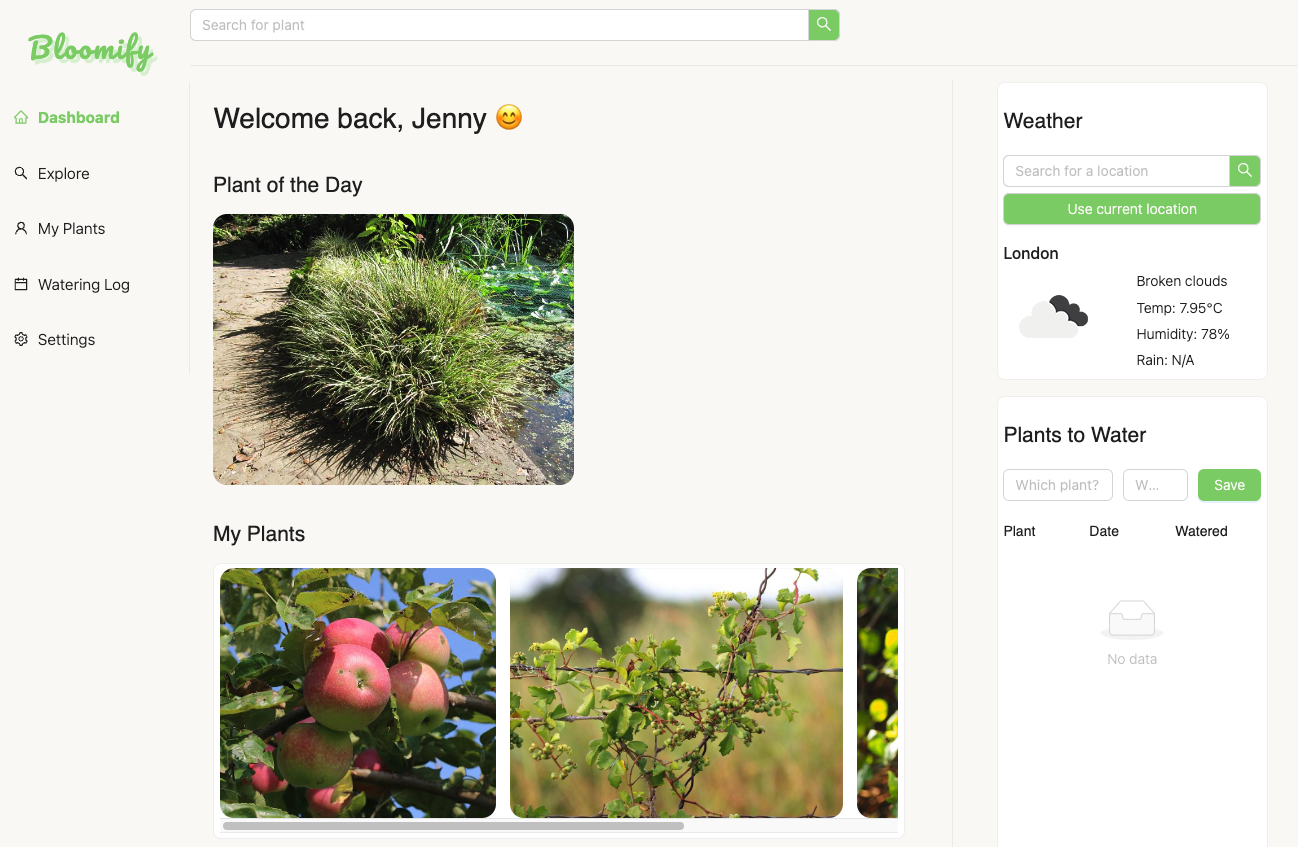 Bloomify
Search for plant
Dashboard
Explore
My Plants
Watering Log
Settings
Welcome back, Jenny 😊
Plant of the Day
My Plants
Weather
Search for a location
Use current location
London
Broken clouds
Temp: 7.95°C
Humidity: 78%
Rain: N/A
Plants to Water
Which plant? W... Save
Plant Date Watered
No data